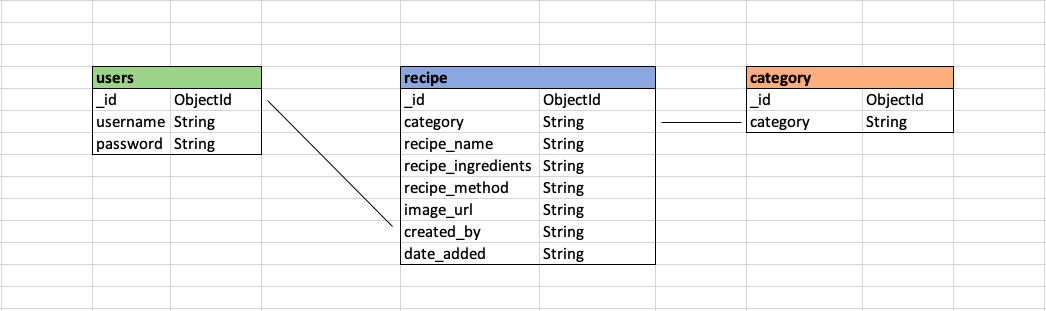 users
_id ObjectId
username String
password String
recipe
_id ObjectId
category String
recipe_name String
recipe_ingredients String
recipe_method String
image_url String
created_by String
date_added String
category
_id ObjectId
category String